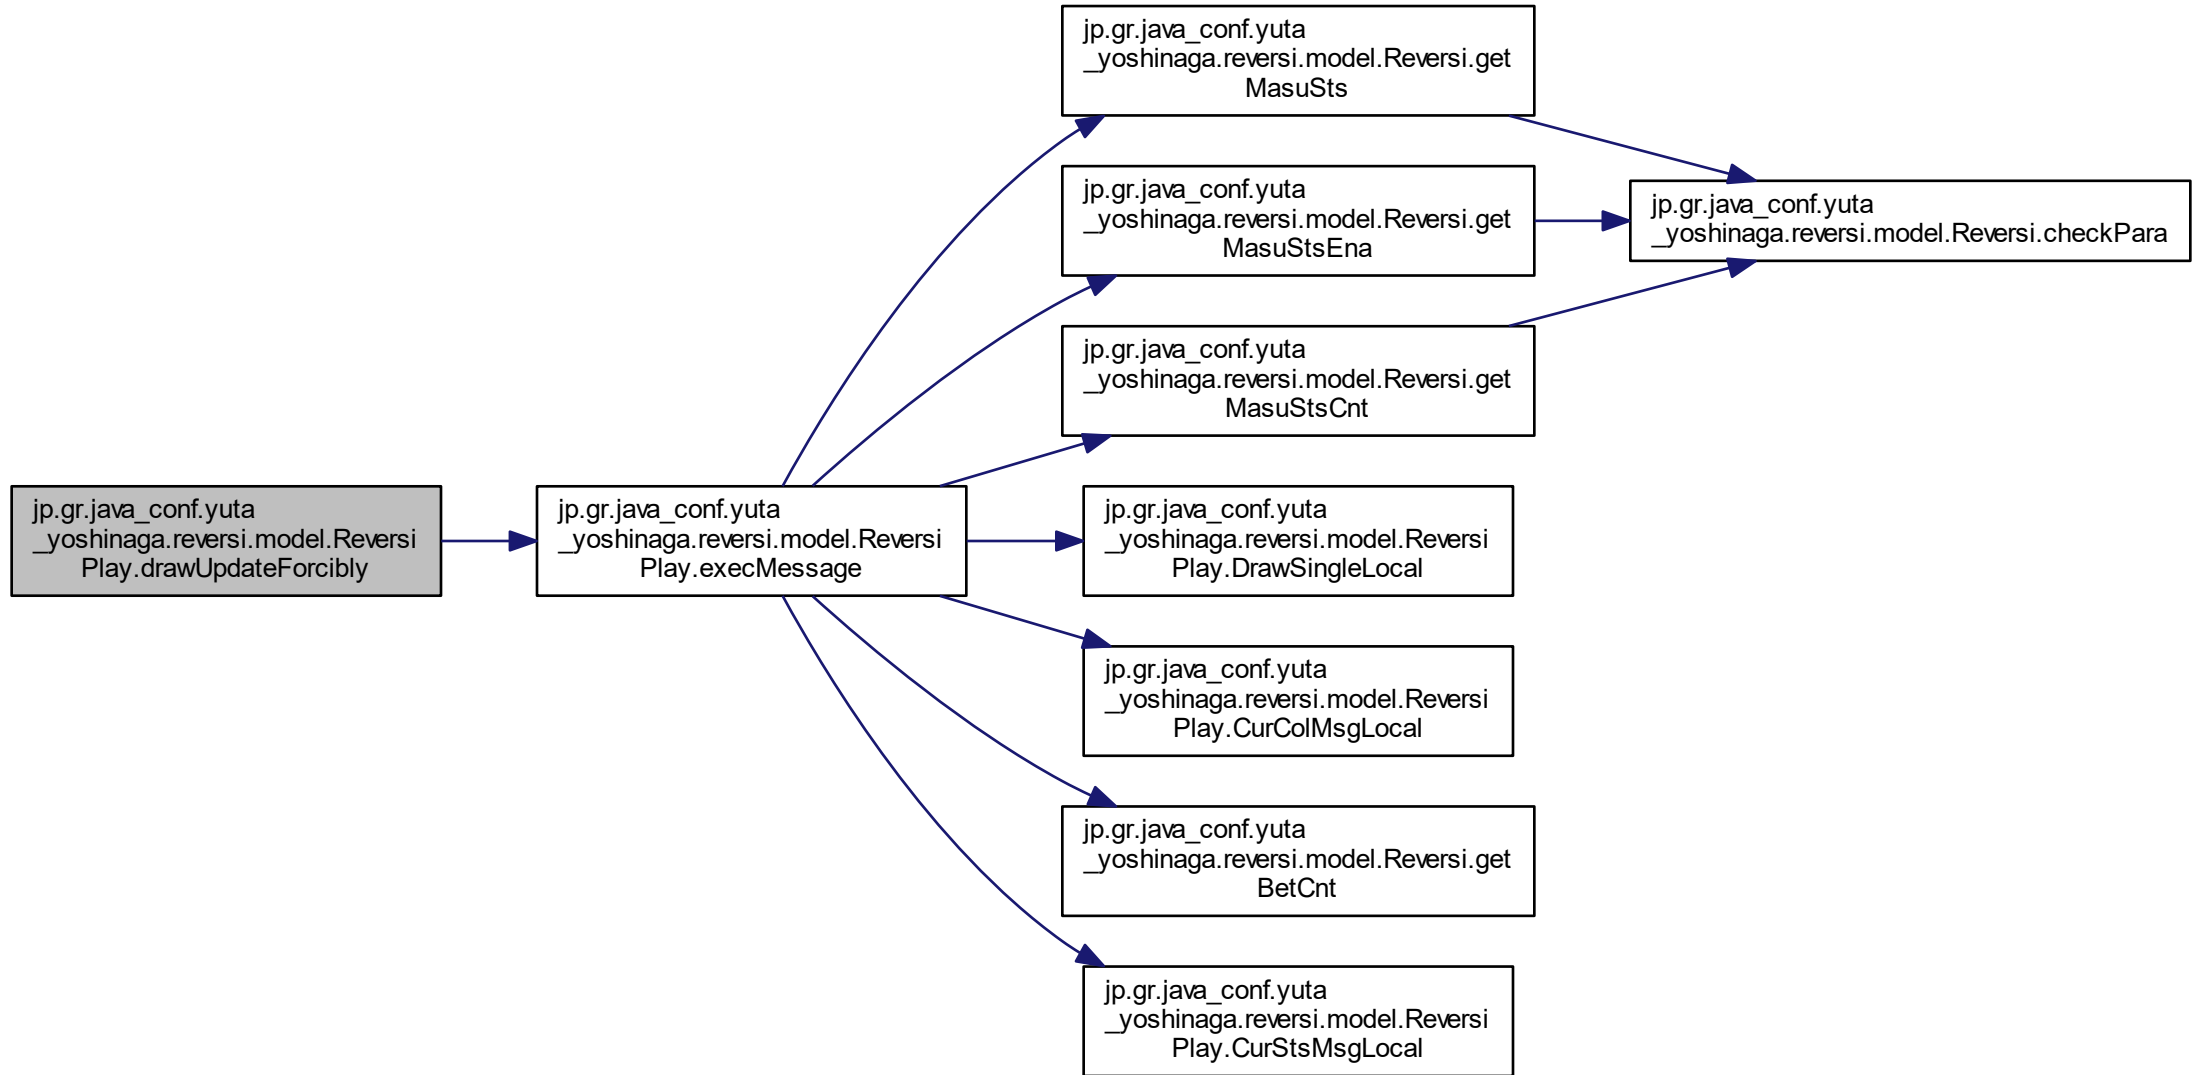 jp.gr.java_conf.yuta
_yoshinaga.reversi.model.Reversi
Play.drawUpdateForcibly
jp.gr.java_conf.yuta
_yoshinaga.reversi.model.Reversi
Play.execMessage
jp.gr.java_conf.yuta
_yoshinaga.reversi.model.Reversi.get
MasuSts
jp.gr.java_conf.yuta
_yoshinaga.reversi.model.Reversi.get
MasuStsEna
jp.gr.java_conf.yuta
_yoshinaga.reversi.model.Reversi.get
MasuStsCnt
jp.gr.java_conf.yuta
_yoshinaga.reversi.model.Reversi
Play.DrawSingleLocal
jp.gr.java_conf.yuta
_yoshinaga.reversi.model.Reversi
Play.CurColMsgLocal
jp.gr.java_conf.yuta
_yoshinaga.reversi.model.Reversi.get
BetCnt
jp.gr.java_conf.yuta
_yoshinaga.reversi.model.Reversi
Play.CurStsMsgLocal
jp.gr.java_conf.yuta
_yoshinaga.reversi.model.Reversi.checkPara